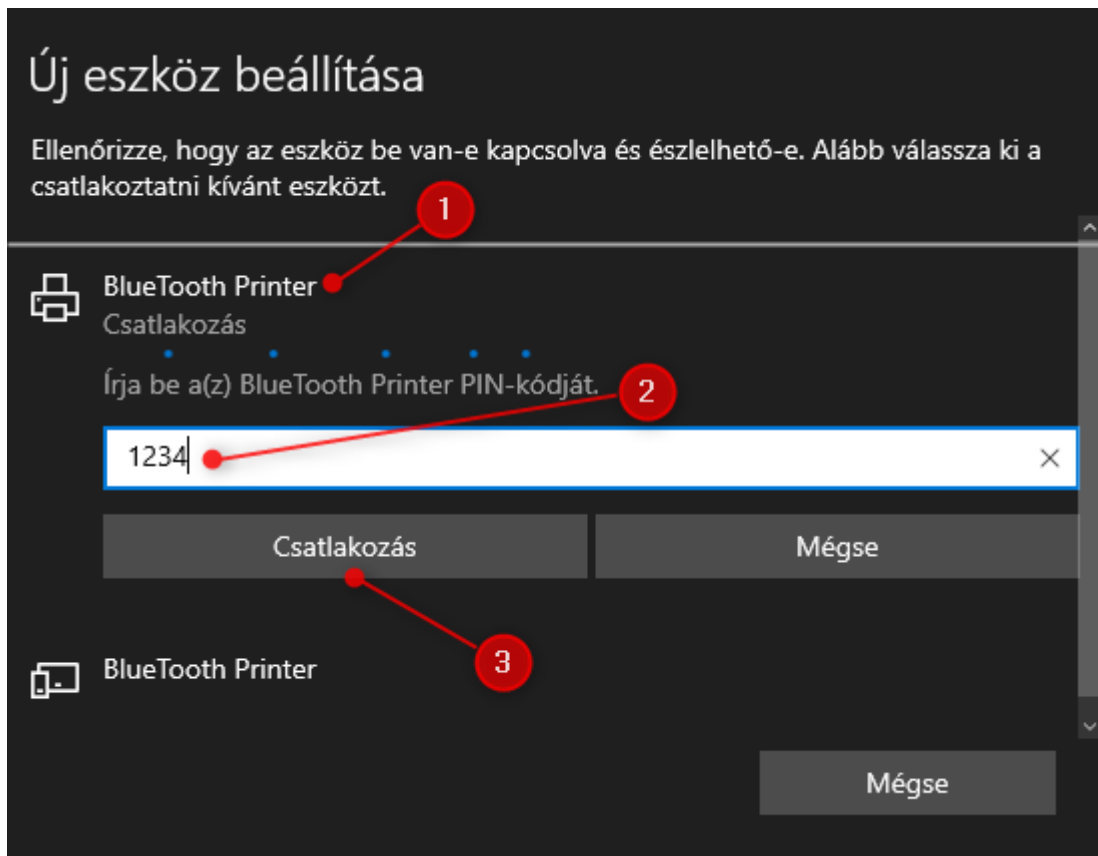 Új eszköz beállítása
Ellenőrizze, hogy az eszköz be van-e kapcsolva és észlelhető-e. Alább válassza ki a
csatlakoztatni kívánt eszközt.
1
BlueTooth Printer
Csatlakozás
Írja be a(z) BlueTooth Printer PIN-kódját.
2
1234
Csatlakozás
Mégse
3
BlueTooth Printer
Mégse